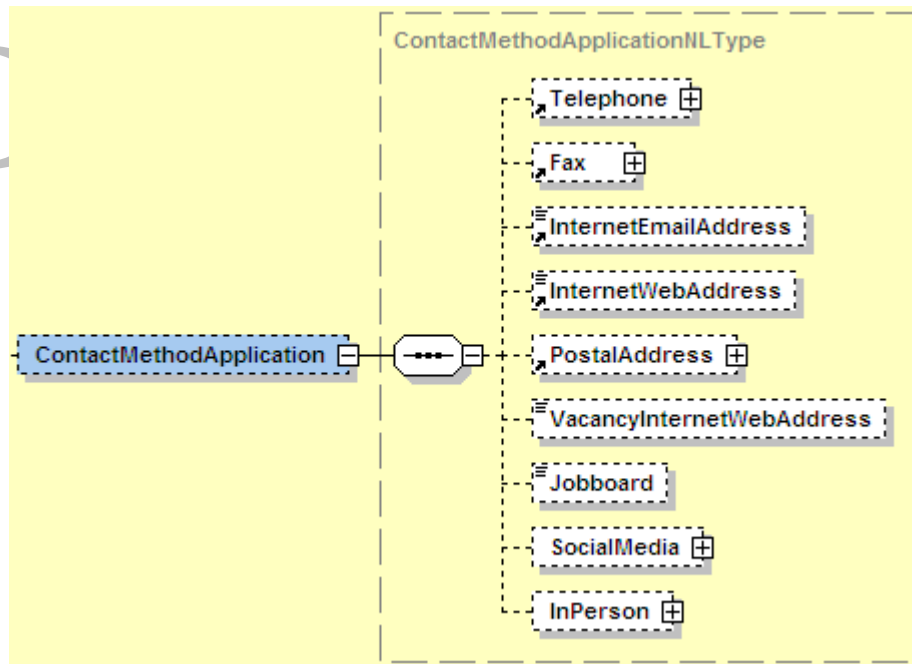 ContactMethodApplicationNLType
Telephone
Fax
InternetEmailAddress
InternetWebAddress
ContactMethodApplication
PostalAddress
VacancyInternetWebAddress
Jobboard
SocialMedia
InPerson